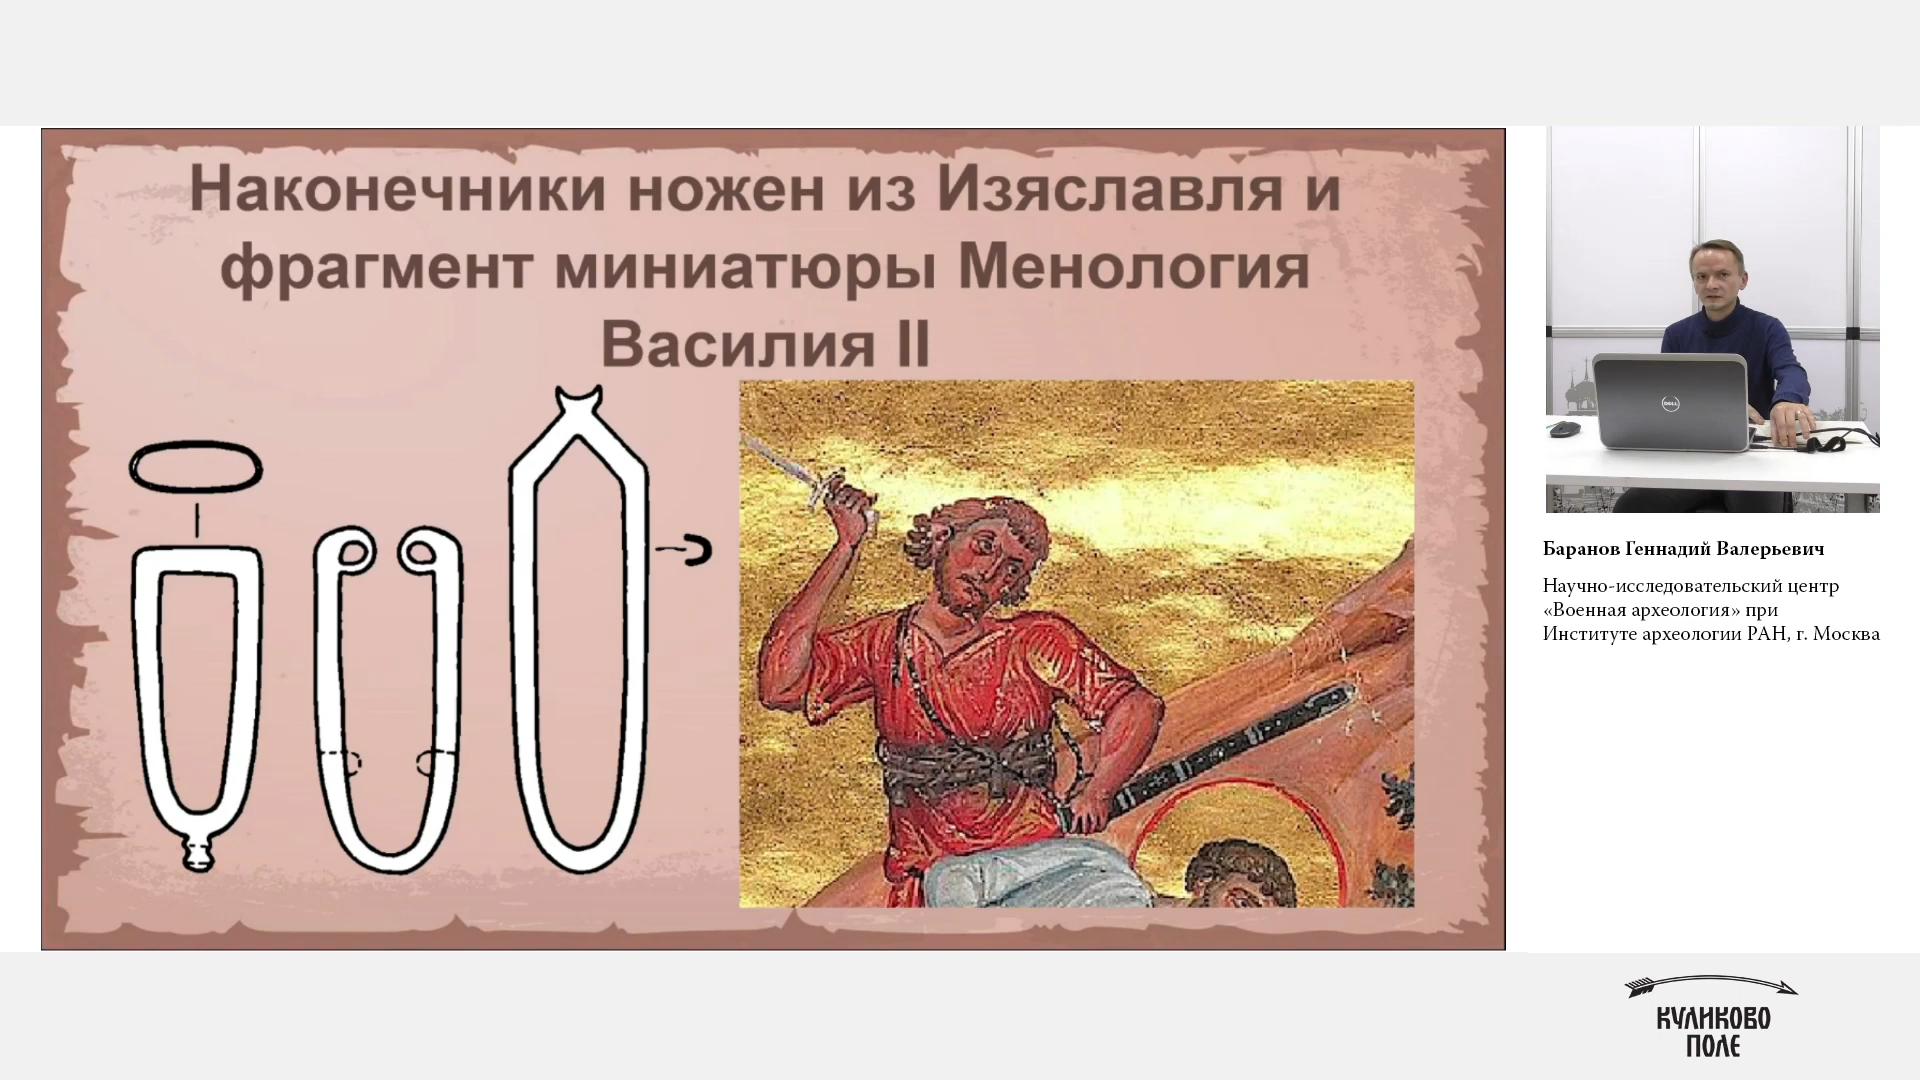 Наконечники ножен из Изяславля и
фрагмент миниатюры Менология
Василия II
DELL
Баранов Геннадий Валерьевич
Научно-исследовательский центр
«Военная археология» при
Институте археологии РАН, г. Москва
КУЛИКОВО
ПОЛЕ